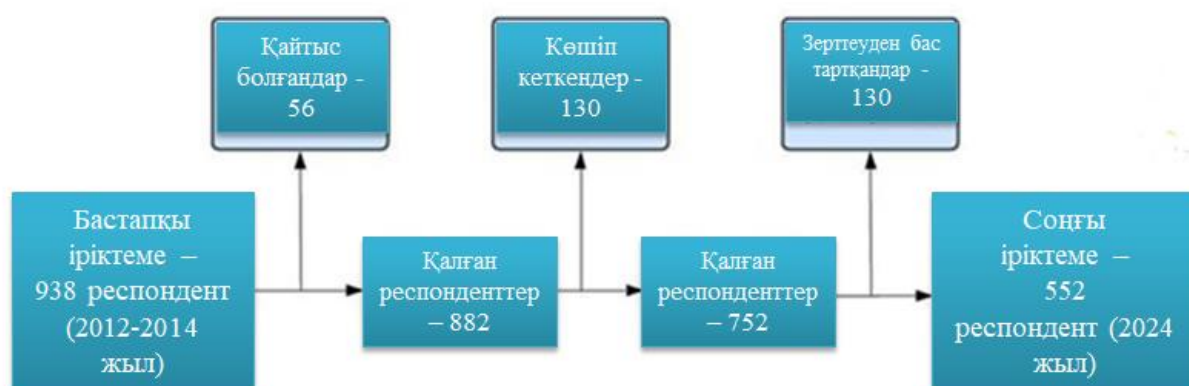 Қайтыс
болғандар -
56
Көшіп
кеткендер -
130
Зерттеуден бас
тартқандар -
130
Бастапқы
іріктеме –
938 респондент
(2012-2014
жыл)
Қалған
респонденттер
– 882
Қалған
респонденттер
– 752
Соңғы
іріктеме –
552
респондент (2024
жыл)